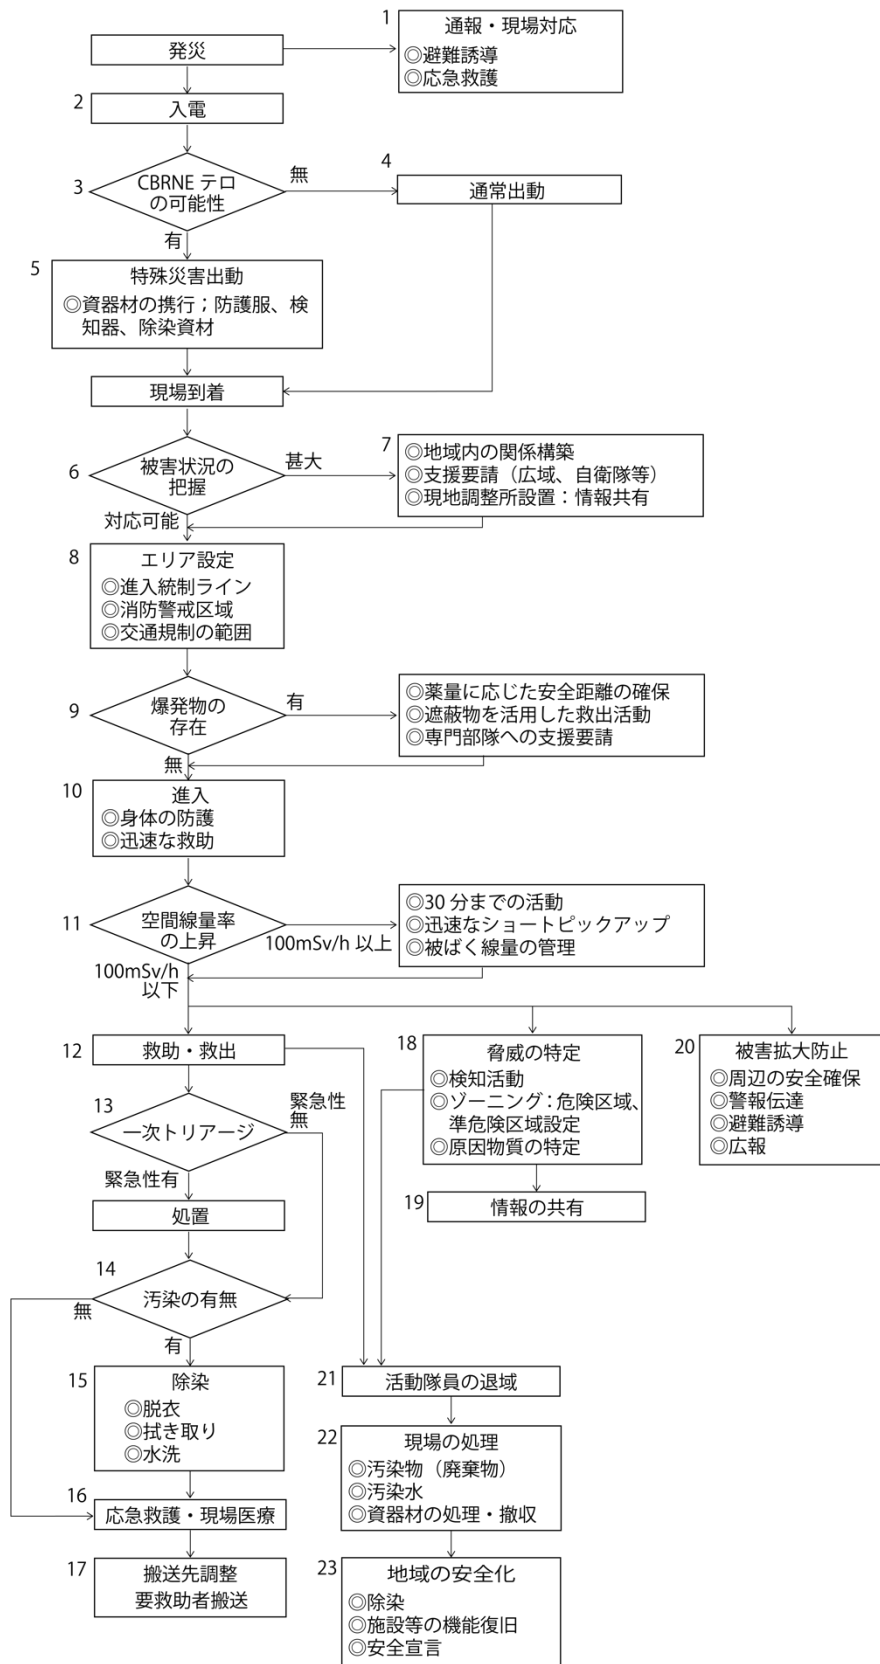 発災
1
通報・現場対応
◎避難誘導
◎応急救護
2
入電
3
CBRNE テロ
の可能性
無
有
4
通常出動
5
特殊災害出動
◎資器材の携行；防護服、検
知器、除染資材
現場到着
6
被害状況の
把握
甚大
対応可能
7
◎地域内の関係構築
◎支援要請（広域、自衛隊等）
◎現地調整所設置：情報共有
8
エリア設定
◎進入統制ライン
◎消防警戒区域
◎交通規制の範囲
9
爆発物の
存在
有
無
◎薬量に応じた安全距離の確保
◎遮蔽物を活用した救出活動
◎専門部隊への支援要請
10
進入
◎身体の防護
◎迅速な救助
11
空間線量率
の上昇
100mSv/h 以上
100mSv/h
以下
◎30 分までの活動
◎迅速なショートピックアップ
◎被ばく線量の管理
12
救助・救出
13
一次トリアージ
緊急性
無
緊急性有
処置
14
汚染の有無
無
有
15
除染
◎脱衣
◎拭き取り
◎水洗
16
応急救護・現場医療
17
搬送先調整
要救助者搬送
18
脅威の特定
◎検知活動
◎ゾーニング：危険区域、
準危険区域設定
◎原因物質の特定
19
情報の共有
20
被害拡大防止
◎周辺の安全確保
◎警報伝達
◎避難誘導
◎広報
21
活動隊員の退域
22
現場の処理
◎汚染物（廃棄物）
◎汚染水
◎資器材の処理・撤収
23
地域の安全化
◎除染
◎施設等の機能復旧
◎安全宣言